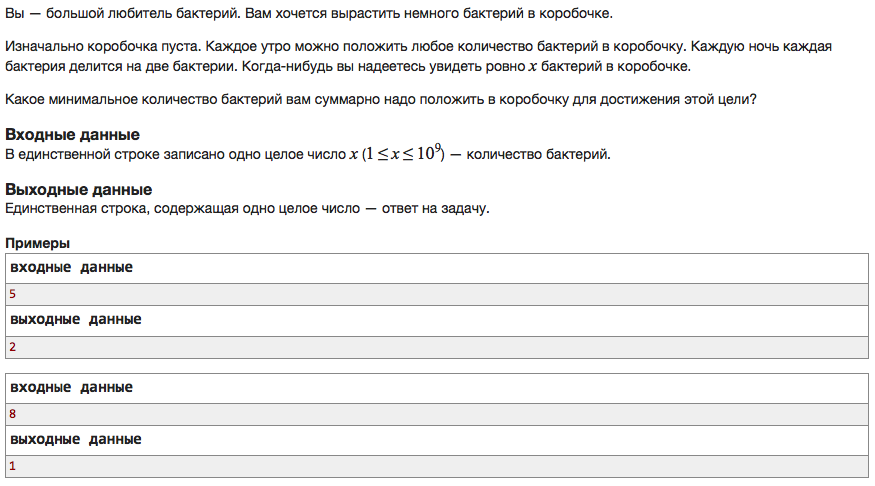 Вы — большой любитель бактерий. Вам хочется вырастить немного бактерий в коробочке.
Изначально коробочка пуста. Каждое утро можно положить любое количество бактерий в коробочку. Каждую ночь каждая
бактерия делится на две бактерии. Когда-нибудь вы надеетесь увидеть ровно x бактерий в коробочке.
Какое минимальное количество бактерий вам суммарно надо положить в коробочку для достижения этой цели?
Входные данные
В единственной строке записано одно целое число x (1 ≤ x ≤ 10⁹) — количество бактерий.
Выходные данные
Единственная строка, содержащая одно целое число — ответ на задачу.
Примеры
входные данные
5
выходные данные
2
входные данные
8
выходные данные
1